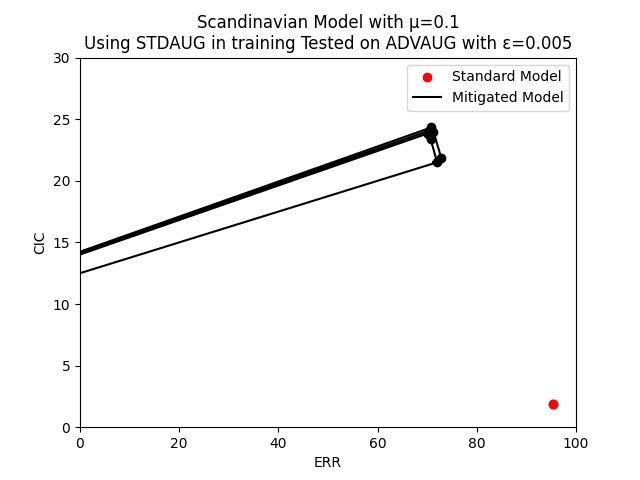 Scandinavian Model with μ=0.1
Using STDAUG in training Tested on ADVAUG with ε=0.005
30
25
20
15
10
5
0
CIC
Standard Model
Mitigated Model
0 20 40 60 80 100
ERR